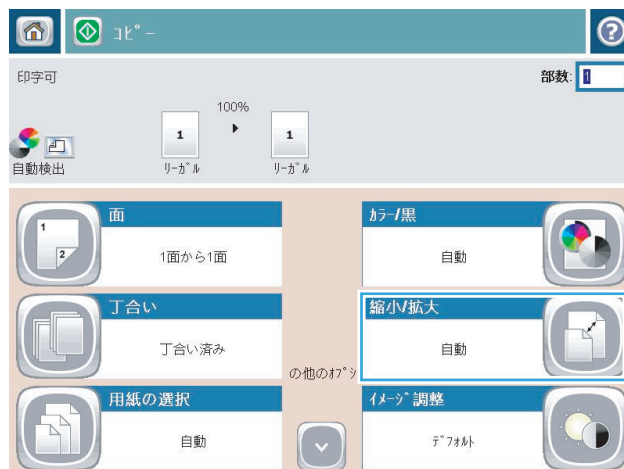 コピー
印字可
部数: 1
100%
1
1
自動検出
リーガル
リーガル
面
1
2
1面から1面
カラー/黒
自動
丁合い
丁合い済み
縮小/拡大
自動
の他のオプシ
用紙の選択
自動
イメージ調整
デフォルト